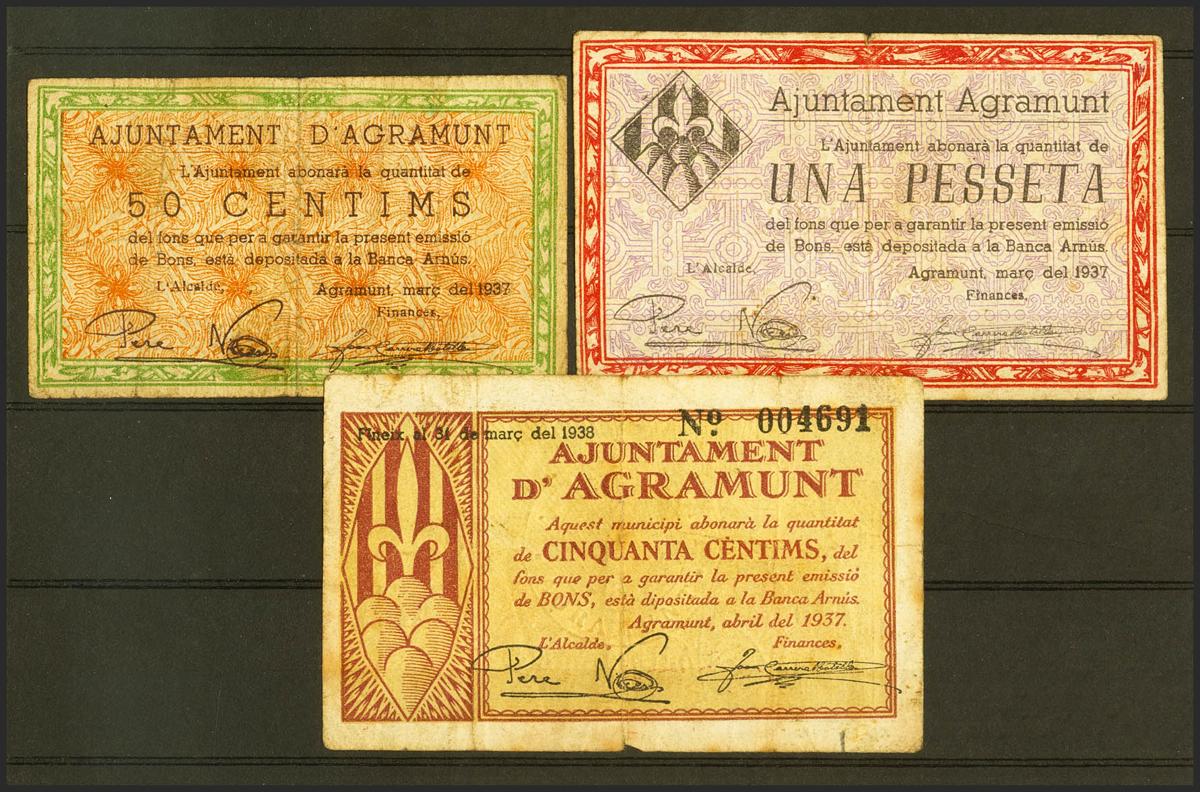 AJUNTAMENT D'AGRAMUNT
L'Ajuntament abonarà la quantitat de
50 CENTIMS
del fons que per a garantir la present emissió
de Bons, està depositada a la Banca Arnús.
L'Alcalde,
Agramunt, març del 1937
Finances,
Pere
Ajuntament Agramunt
L'Ajuntament abonarà la quantitat de
UNA PESSETA
del fons que per a garantir la present emissió
de Bons, està depositada a la Banca Arnús.
L'Alcalde,
Agramunt, març del 1937
Finances,
Pere
Fineix al 31 de març del 1938
Nº 004691
AJUNTAMENT
D'AGRAMUNT
Aquest municipi abonarà la quantitat
de CINQUANTA CÈNTIMS, del
fons que per a garantir la present emissió
de BONS, està dipositada a la Banca Arnús.
Agramunt, abril del 1937.
L'Alcalde,
Finances,
Pere